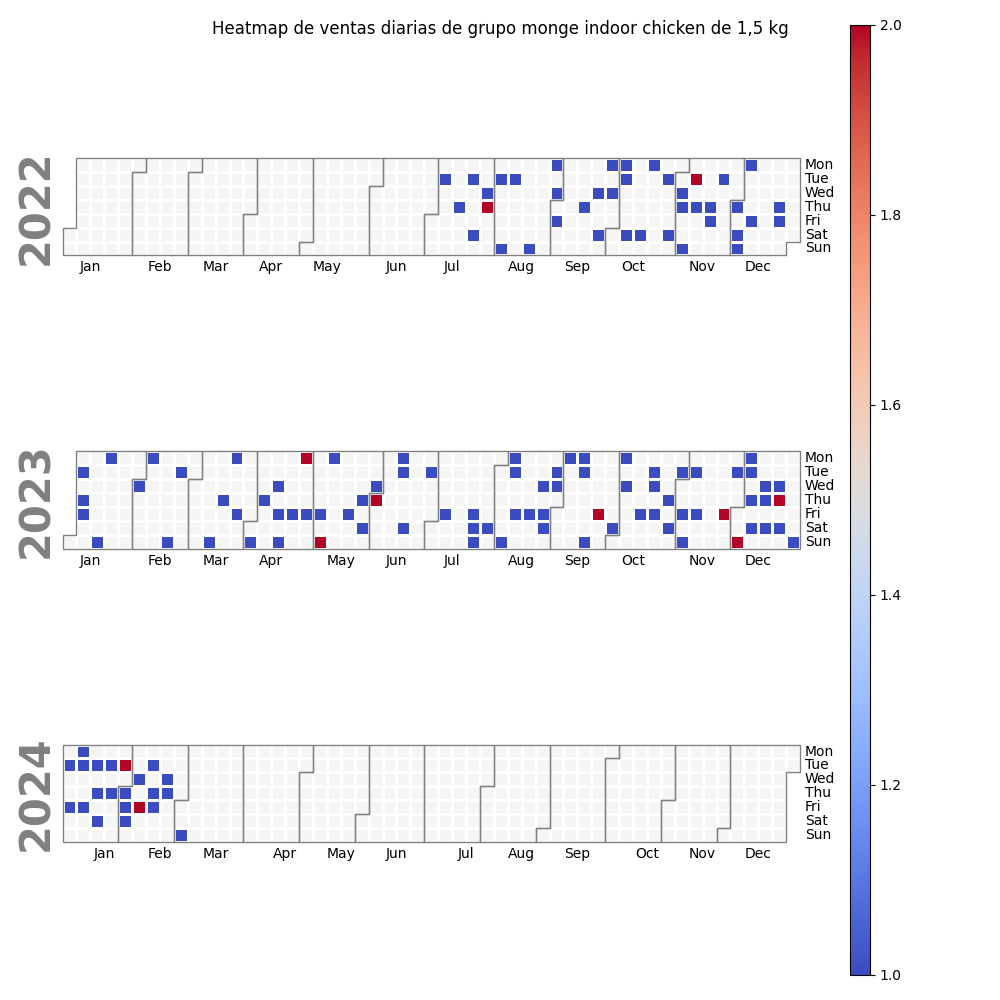 Heatmap de ventas diarias de grupo monge indoor chicken de 1,5 kg
2022
Mon
Tue
Wed
Thu
Fri
Sat
Sun
Jan Feb Mar Apr May Jun Jul Aug Sep Oct Nov Dec
2023
Mon
Tue
Wed
Thu
Fri
Sat
Sun
Jan Feb Mar Apr May Jun Jul Aug Sep Oct Nov Dec
2024
Mon
Tue
Wed
Thu
Fri
Sat
Sun
Jan Feb Mar Apr May Jun Jul Aug Sep Oct Nov Dec
2.0
1.8
1.6
1.4
1.2
1.0